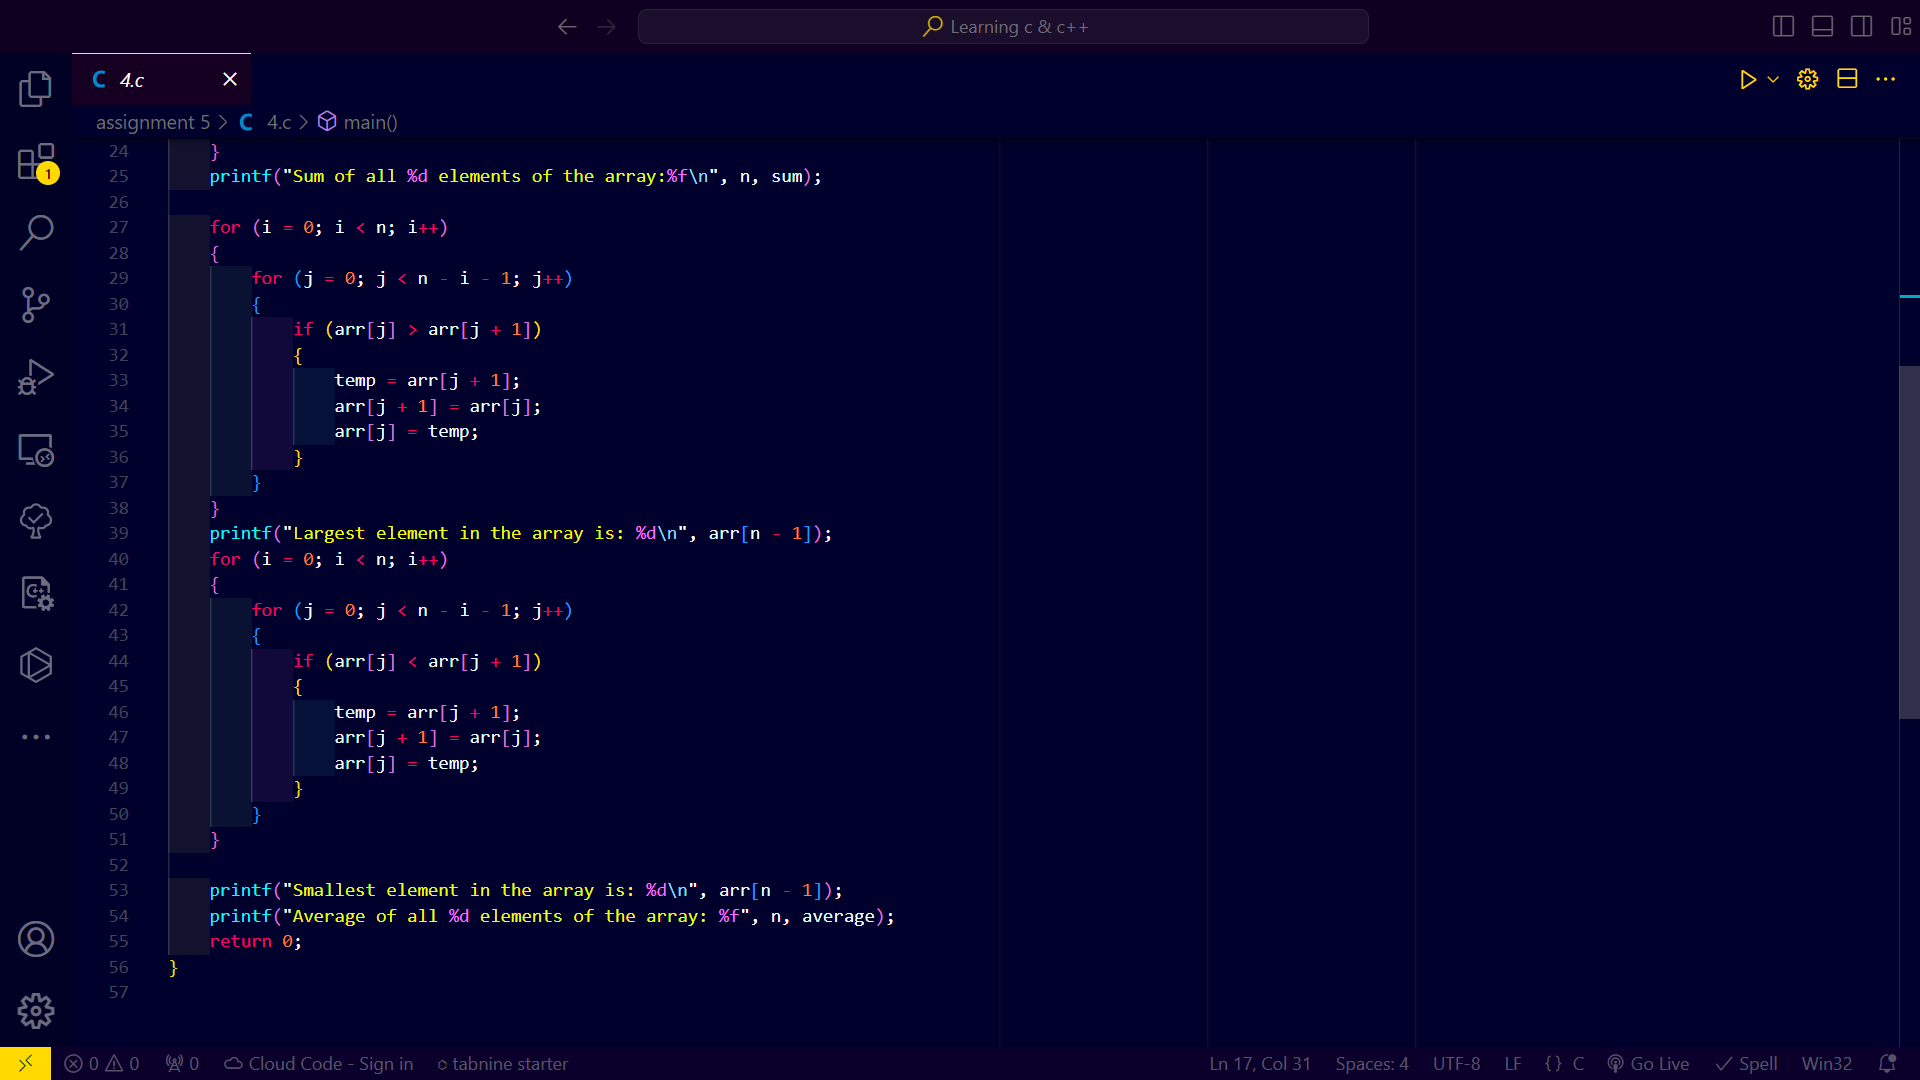 Learning c & c++
C 4.c
assignment 5 > C 4.c > main()
1
24 }
25 printf("Sum of all %d elements of the array:%f\n", n, sum);
26
27 for (i = 0; i < n; i++)
28 {
29 for (j = 0; j < n - i - 1; j++)
30 {
31 if (arr[j] > arr[j + 1])
32 {
33 temp = arr[j + 1];
34 arr[j + 1] = arr[j];
35 arr[j] = temp;
36 }
37 }
38 }
39 printf("Largest element in the array is: %d\n", arr[n - 1]);
40 for (i = 0; i < n; i++)
41 {
42 for (j = 0; j < n - i - 1; j++)
43 {
44 if (arr[j] < arr[j + 1])
45 {
46 temp = arr[j + 1];
47 arr[j + 1] = arr[j];
48 arr[j] = temp;
49 }
50 }
51 }
52
53 printf("Smallest element in the array is: %d\n", arr[n - 1]);
54 printf("Average of all %d elements of the array: %f", n, average);
55 return 0;
56 }
57
0 0 0 Cloud Code - Sign in tabnine starter Ln 17, Col 31 Spaces: 4 UTF-8 LF {} C Go Live Spell Win32